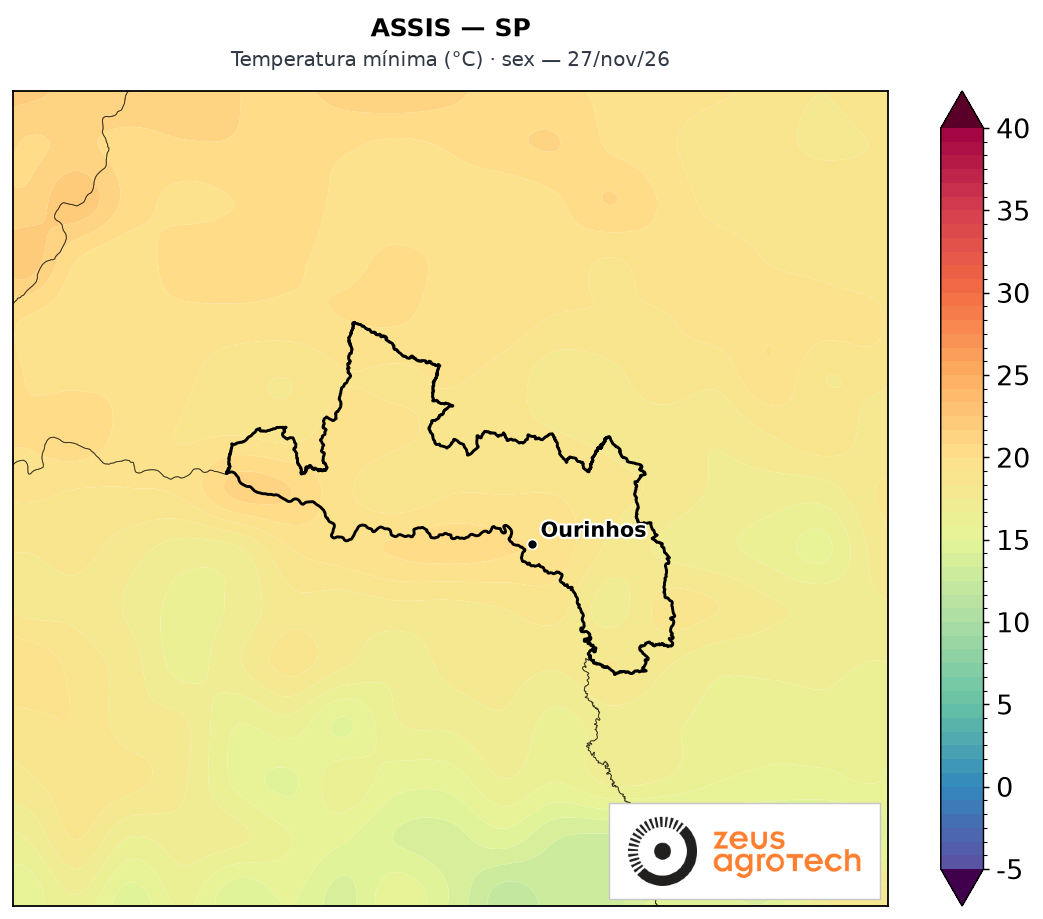 ASSIS — SP
Temperatura mínima (°C) · sex — 27/nov/26
40
35
30
25
20
15
10
5
0
-5
Ourinhos
zeus
agrotech